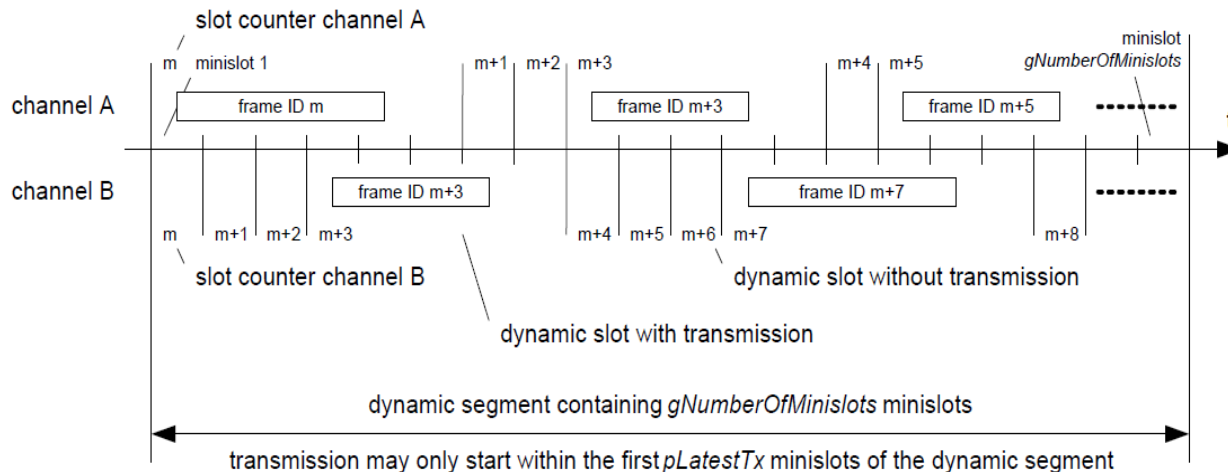 slot counter channel A
minislot
gNumberOfMinislots
m minislot 1 m+1 m+2 m+3 m+4 m+5
channel A frame ID m frame ID m+3 frame ID m+5
t
channel B frame ID m+3 frame ID m+7
m m+1 m+2 m+3 m+4 m+5 m+6 m+7 m+8
slot counter channel B dynamic slot without transmission
dynamic slot with transmission
dynamic segment containing gNumberOfMinislots minislots
transmission may only start within the first pLatestTx minislots of the dynamic segment